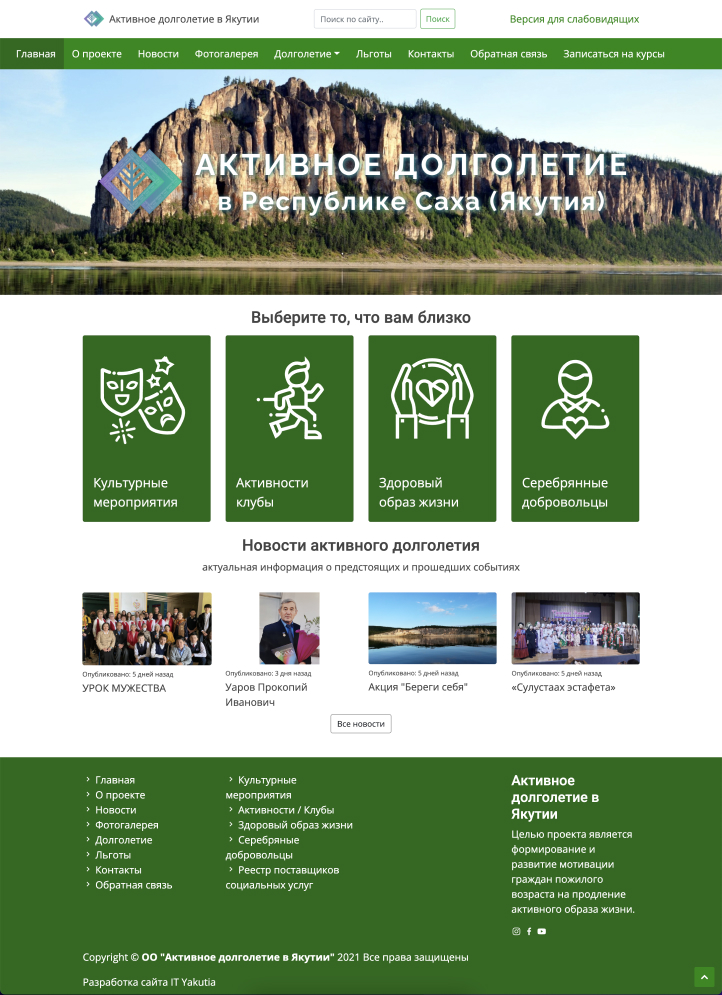 Активное долголетие в Якутии
Поиск по сайту..
Поиск
Версия для слабовидящих
Главная
О проекте
Новости
Фотогалерея
Долголетие
Льготы
Контакты
Обратная связь
Записаться на курсы
АКТИВНОЕ ДОЛГОЛЕТИЕ
в Республике Саха (Якутия)
Выберите то, что вам близко
Культурные
мероприятия
Активности
клубы
Здоровый
образ жизни
Серебрянные
добровольцы
Новости активного долголетия
актуальная информация о предстоящих и прошедших событиях
Опубликовано: 5 дней назад
УРОК МУЖЕСТВА
Опубликовано: 3 дня назад
Уаров Прокопий
Иванович
Опубликовано: 5 дней назад
Акция "Береги себя"
Опубликовано: 5 дней назад
«Сулустаах эстафета»
Все новости
Главная
О проекте
Новости
Фотогалерея
Долголетие
Льготы
Контакты
Обратная связь
Культурные
мероприятия
Активности / Клубы
Здоровый образ жизни
Серебряные
добровольцы
Реестр поставщиков
социальных услуг
Активное
долголетие в
Якутии
Целью проекта является
формирование и
развитие мотивации
граждан пожилого
возраста на продление
активного образа жизни.
Copyright © ОО "Активное долголетие в Якутии" 2021 Все права защищены
Разработка сайта IT Yakutia